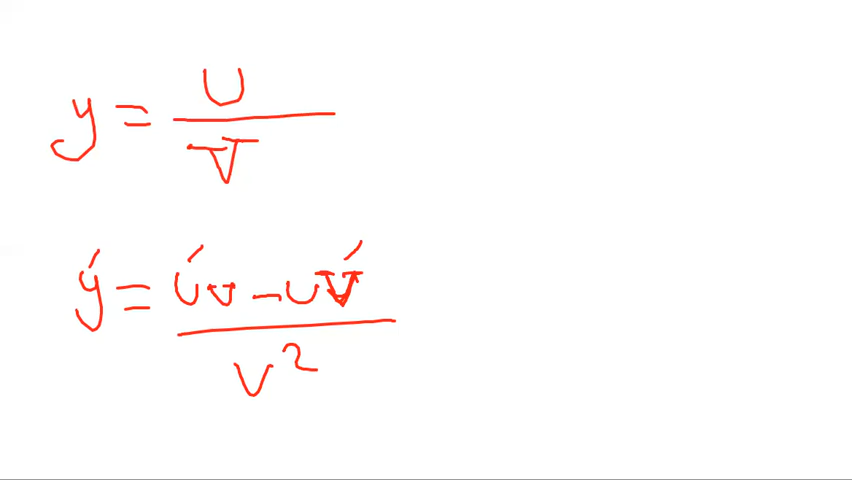 y = U / V
y' = u'v - uv' / v²